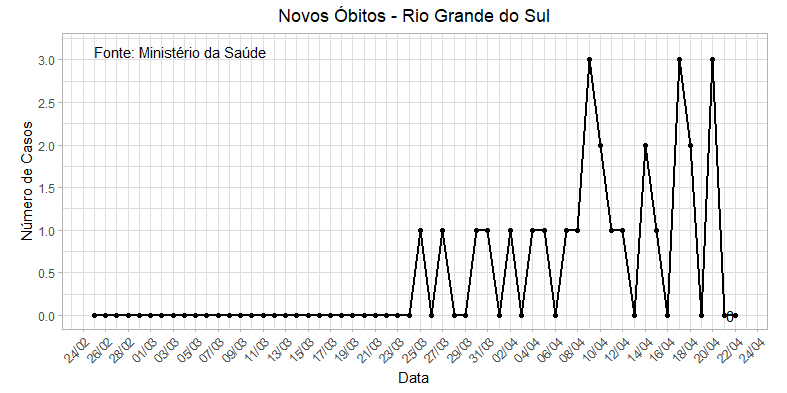 Novos Óbitos - Rio Grande do Sul
Fonte: Ministério da Saúde
Número de Casos
3.0
2.5
2.0
1.5
1.0
0.5
0.0
0
24/02 26/02 28/02 01/03 03/03 05/03 07/03 09/03 11/03 13/03 15/03 17/03 19/03 21/03 23/03 25/03 27/03 29/03 31/03 02/04 04/04 06/04 08/04 10/04 12/04 14/04 16/04 18/04 20/04 22/04 24/04
Data